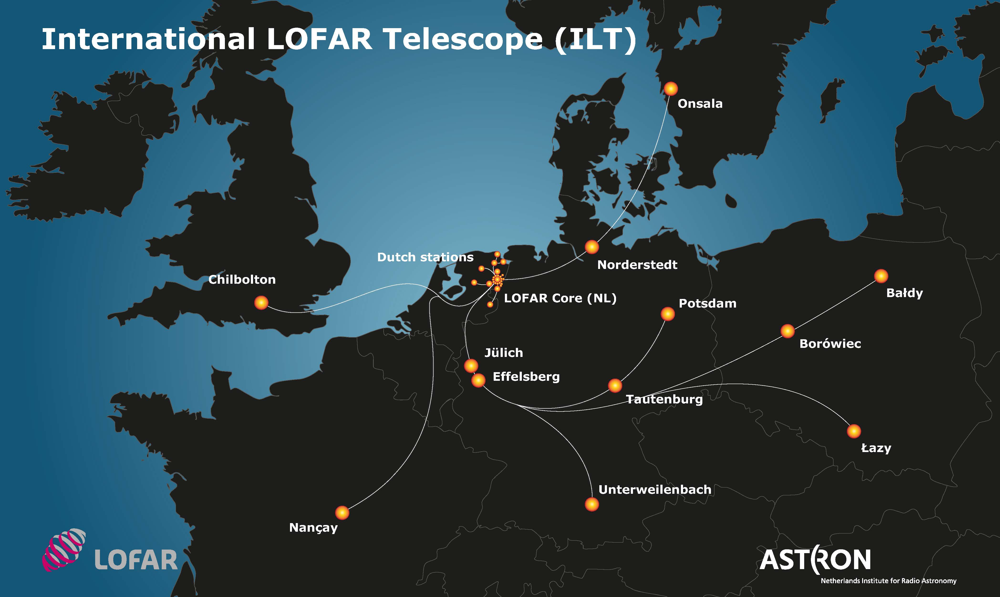 International LOFAR Telescope (ILT)
Onsala
Dutch stations
Norderstedt
Chilbolton
Bałdy
LOFAR Core (NL)
Potsdam
Borówiec
Jülich
Effelsberg
Tautenburg
Łazy
Unterweilenbach
Nançay
LOFAR
ASTRON
Netherlands Institute for Radio Astronomy